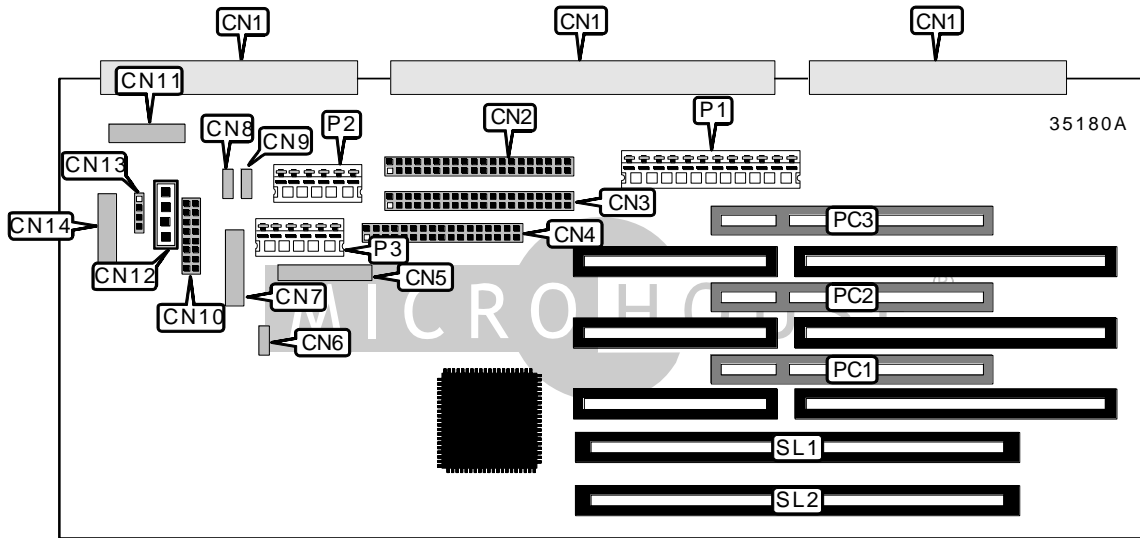 CN1 CN1 CN1
CN11
35180A
CN8
P2
CN2
P1
CN9
CN13
CN3
CN14
PC3
CN4
P3
CN12
CN5
CN7
PC2
CN10
MICROHOUSE
®
CN6
PC1
SL1
SL2